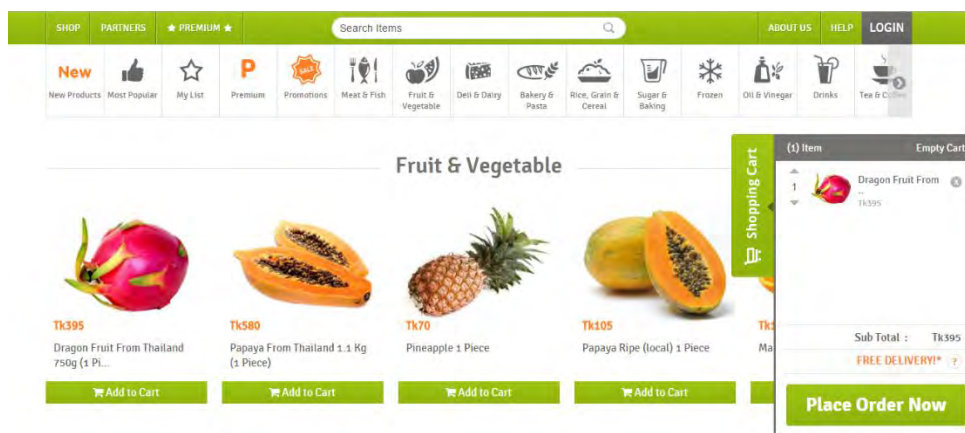 SHOP PARTNERS ★ PREMIUM ★ Search Items ABOUT US HELP LOGIN
New P SALE
New Products Most Popular My List Premium Promotions Meat & Fish Fruit & Vegetable Deli & Dairy Bakery & Pasta Rice, Grain & Cereal Sugar & Baking Frozen Oil & Vinegar Drinks Tea &
Fruit & Vegetable
Tk395
Dragon Fruit From Thailand
750g (1 Pi...
Add to Cart
Tk580
Papaya From Thailand 1.1 Kg
(1 Piece)
Add to Cart
Tk70
Pineapple 1 Piece
Add to Cart
Tk105
Papaya Ripe (local) 1 Piece
Add to Cart
Shopping Cart
(1) Item Empty Cart
1
Dragon Fruit From
..
Tk395
Sub Total : Tk395
FREE DELIVERY!* ?
Place Order Now